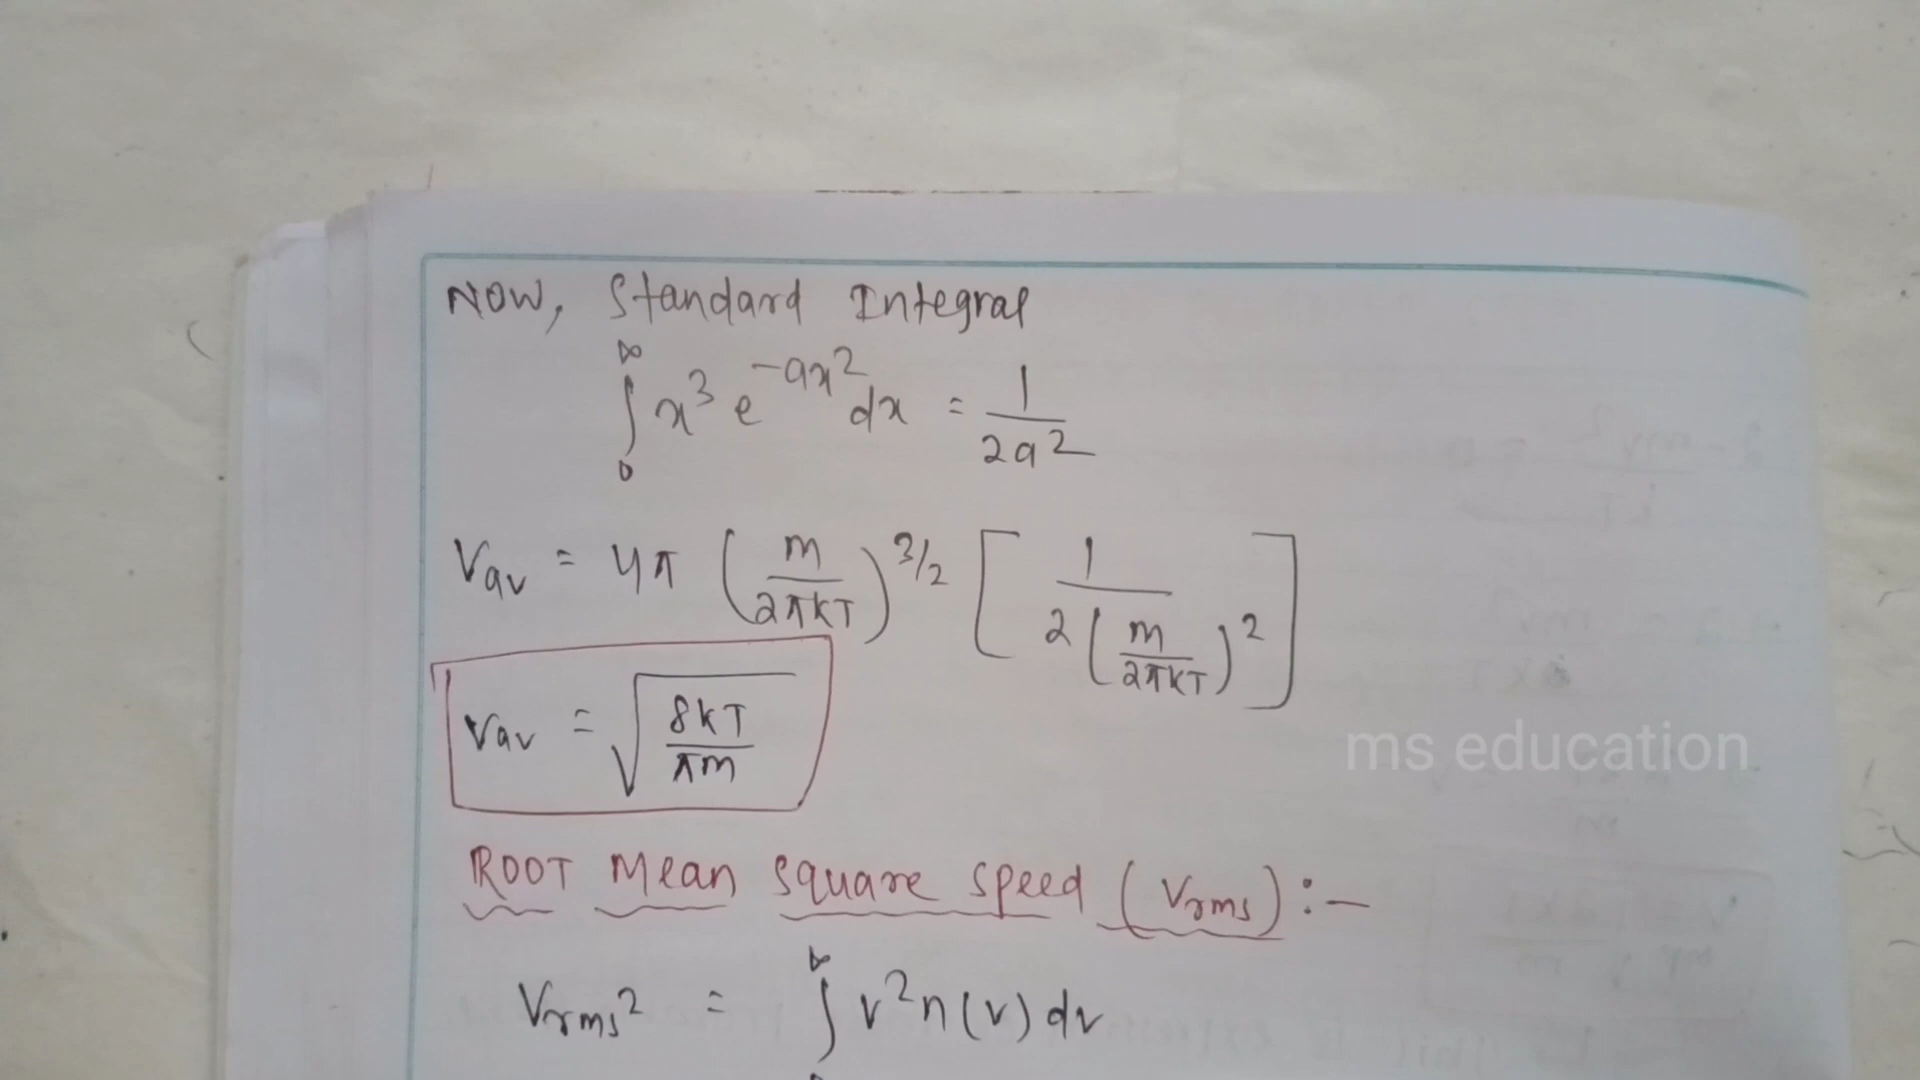 NOW, Standard Integral
∫₀^∞ x³ e^(-ax²) dx = 1/(2a²)
Vav = 4π (m/(2πkT))^(3/2) [1/(2(m/(2πkT))²)]
Vav = √(8kT/(πm))
ms education
ROOT Mean square speed (Vrms) :-
Vrms² = ∫^∞ v² n(v) dv